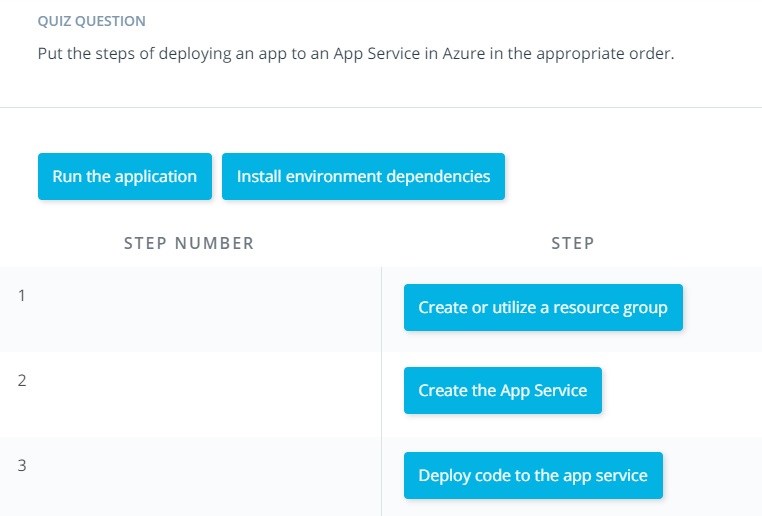 QUIZ QUESTION
Put the steps of deploying an app to an App Service in Azure in the appropriate order.
Run the application
Install environment dependencies
STEP NUMBER
STEP
1
Create or utilize a resource group
2
Create the App Service
3
Deploy code to the app service